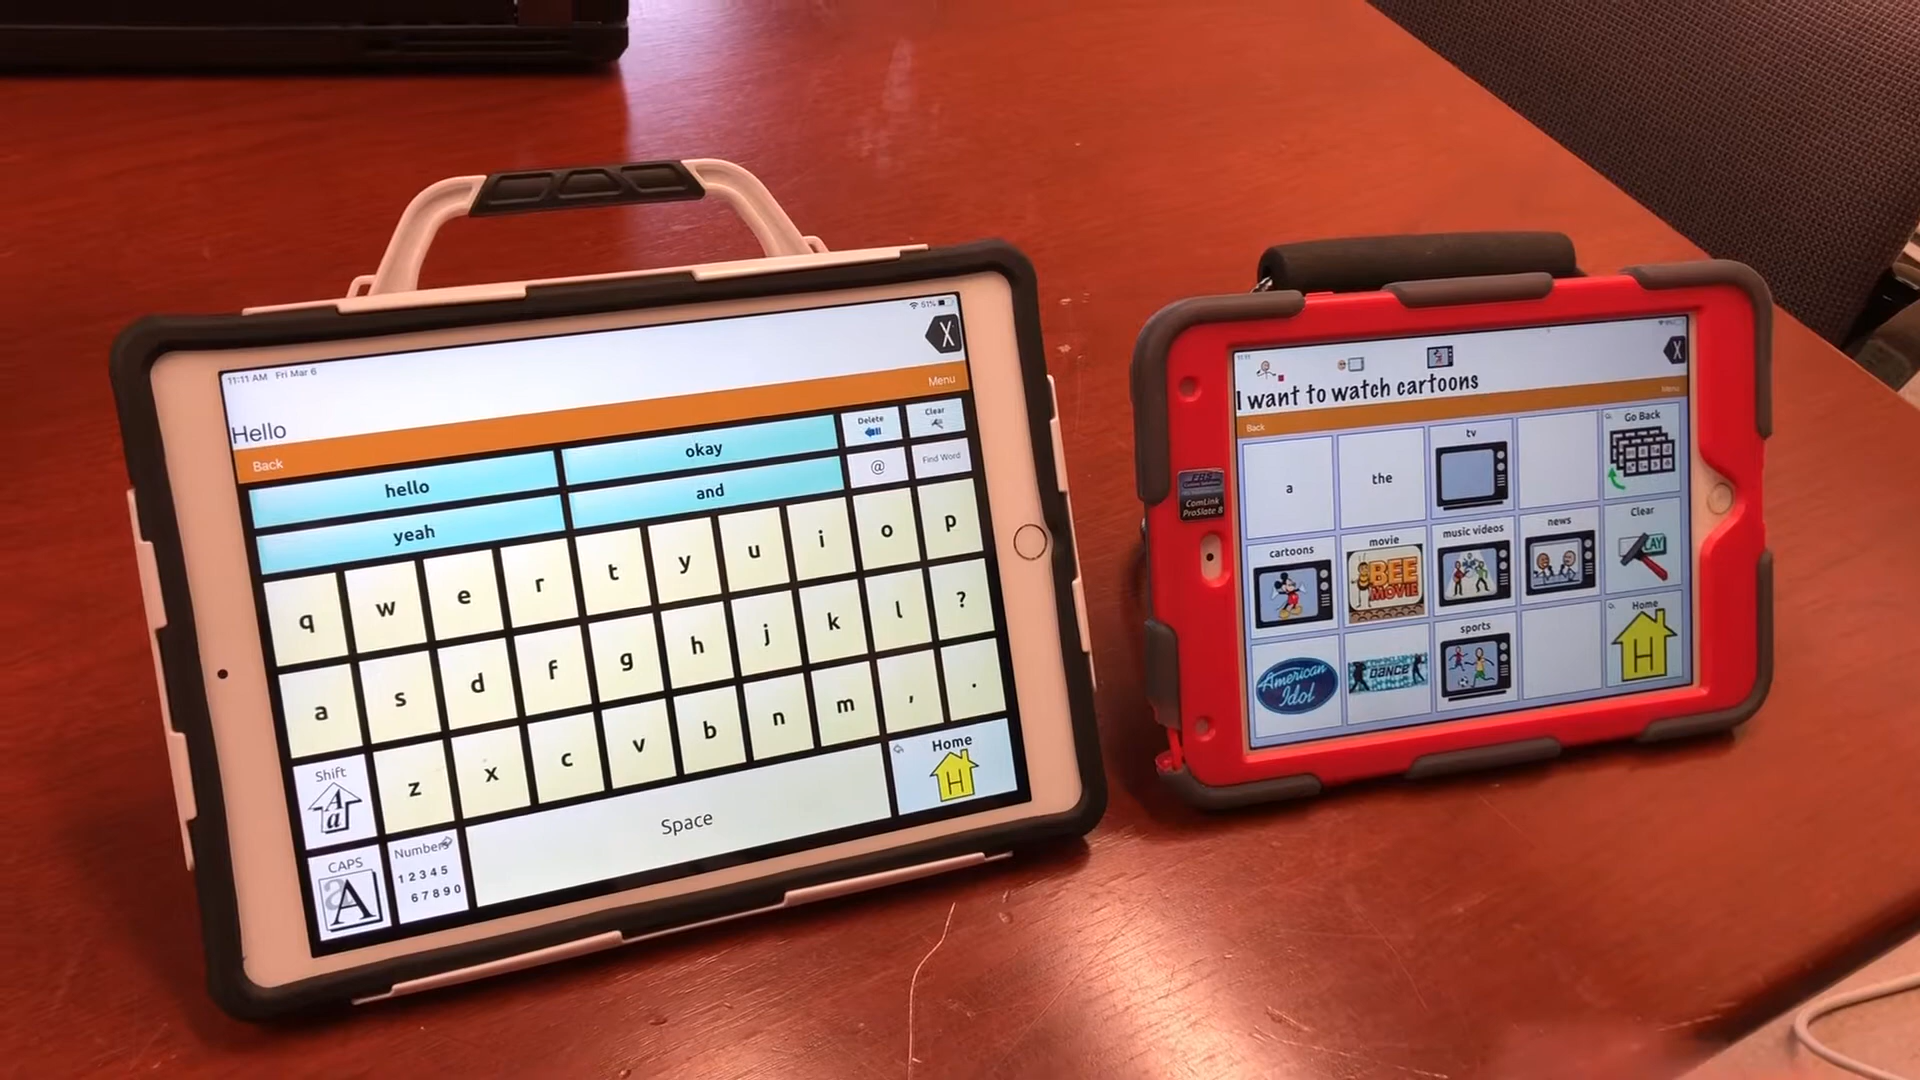 11:11 AM Fri Mar 6
51%
X
Hello
Back
Menu
hello
okay
Delete
Clear
yeah
and
@
Find Word
q w e r t y u i o p
a s d f g h j k l ?
Shift
A
a
z x c v b n m , .
CAPS
A
Numbers
1 2 3 4 5
6 7 8 9 0
Space
Home
H
11:11
X
I want to watch cartoons
Back
Menu
a
the
tv
Go Back
cartoons
movie
BEE
MOVIE
music videos
news
Clear
American
Idol
DANCE
sports
Home
H
ComLink
ProSlate 8